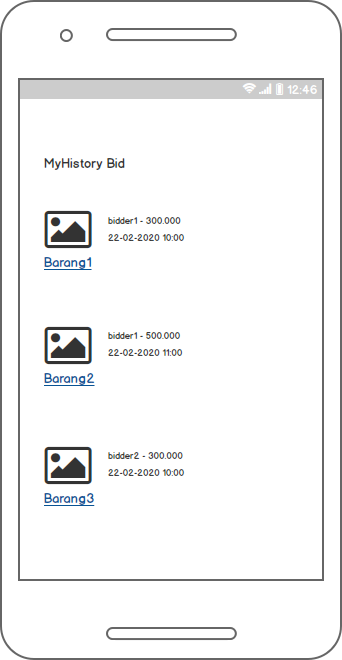 12:46
MyHistory Bid
bidder1 - 300.000
22-02-2020 10:00
Barang1
bidder1 - 500.000
22-02-2020 11:00
Barang2
bidder2 - 300.000
22-02-2020 10:00
Barang3